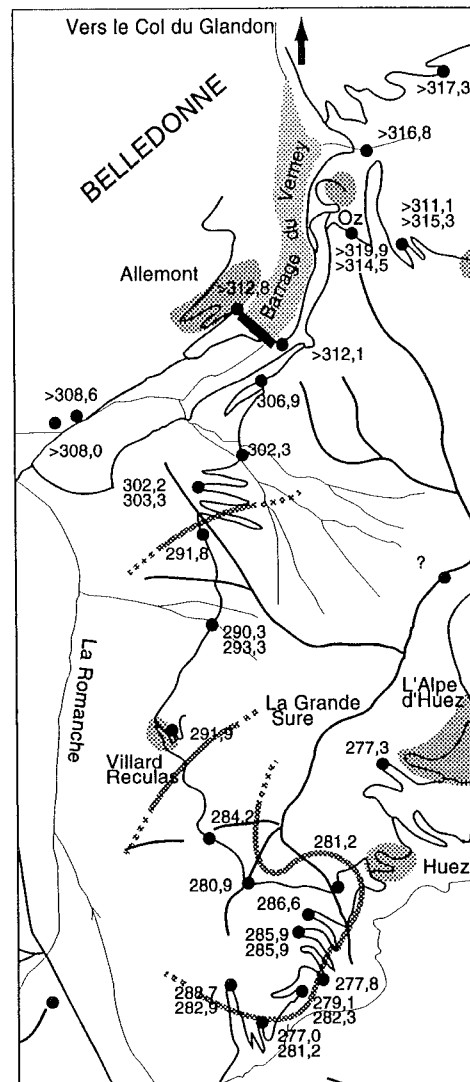 Vers le Col du Glandon
>317,3
BELLEDONNE
>316,8
Barrage du Verney
>311,1
>315,3
Oz
>319,9
>314,5
Allemont
>312,8
>312,1
>308,6
306,9
>308,0
302,3
302,2
303,3
291,8
?
290,3
293,3
La Romanche
L'Alpe
d'Huez
La Grande
Sure
277,3
291,9
Villard
Reculas
284,2
281,2
Huez
280,9
286,6
285,9
285,9
277,8
288,7
282,9
279,1
282,3
277,0
281,2